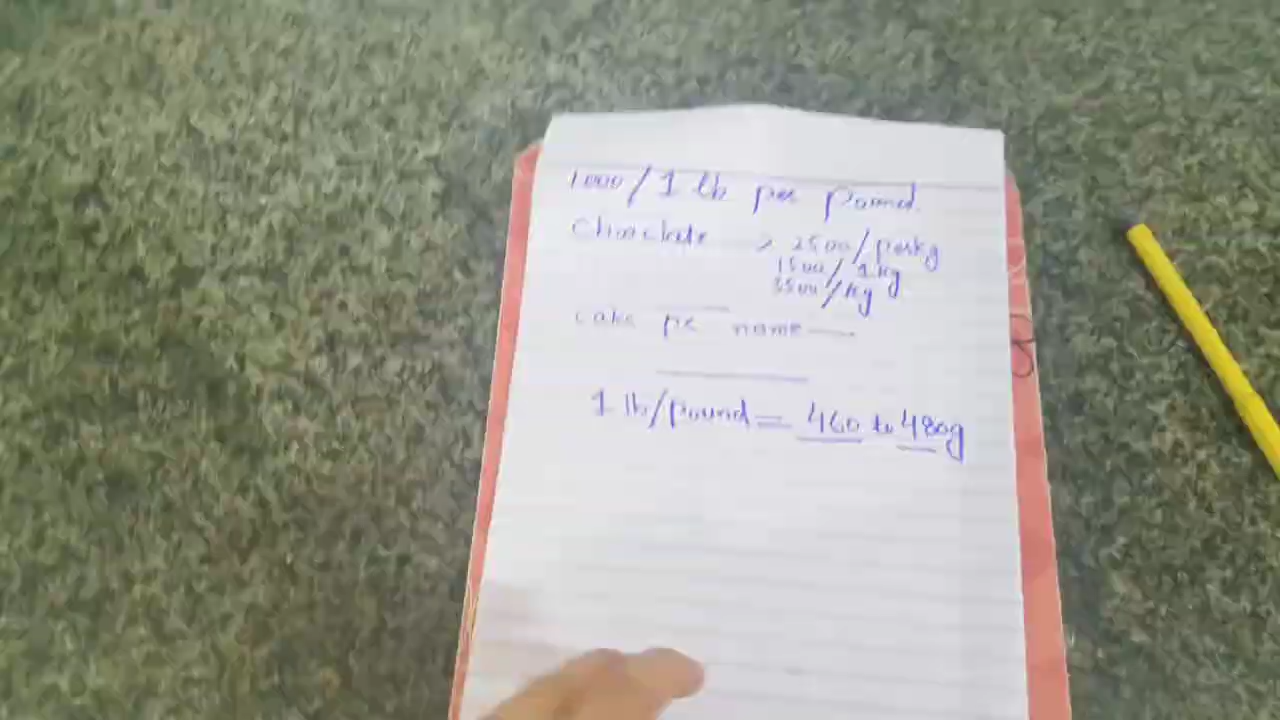 1000/1 lb per Pound.
Choclate > 2500/perkg
1500/1kg
3500/kg
cake pe name
1 lb/pound = 460 to 480g